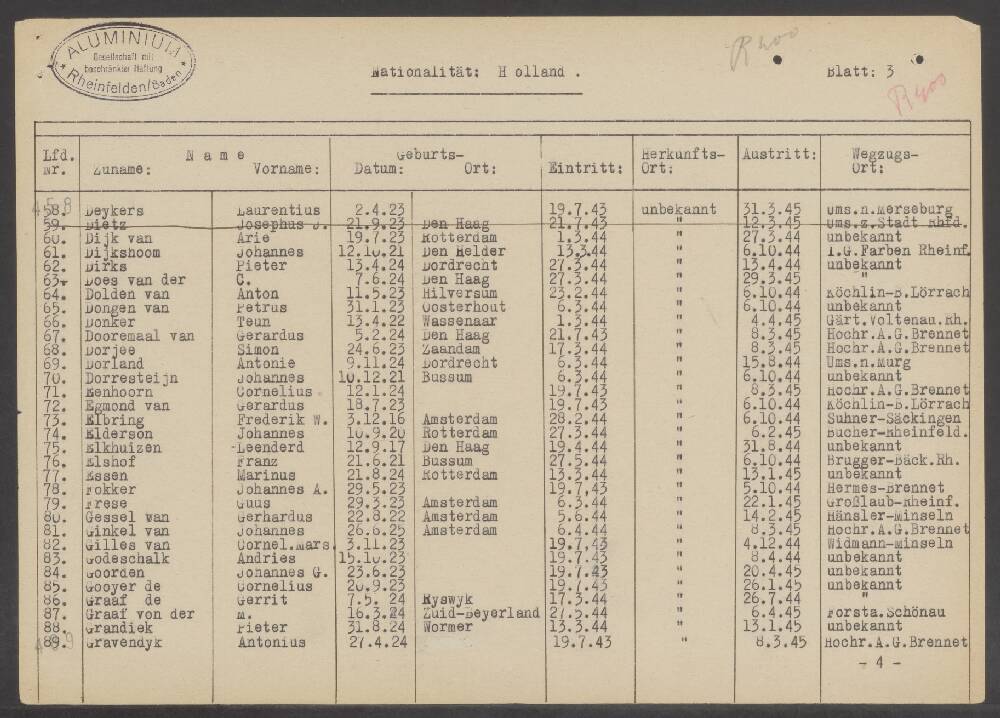 ALUMINIUM
Gesellschaft mit
beschränkter Haftung
Rheinfelden/Baden
Nationalität: H olland . Blatt: 3
R 400
R 400
Lfd. N a m e Geburts- Herkunfts- Austritt: Wegzugs-
Nr. Zuname: Vorname: Datum: Ort: Eintritt: Ort: Ort:
58. Deykers Laurentius 2.4.23 19.7.43 unbekannt 31.3.45 Ums.n.Merseburg
59. Dietz Josephus J. 21.9.23 Den Haag 21.7.43 " 12.3.45 Ums.z.Stadt Rhfd.
60. Dijk van Arie 19.7.23 Rotterdam 1.3.44 " 27.3.44 unbekannt
61. Dijkshoom Johannes 12.10.21 Den Helder 13.3.44 " 6.10.44 I.G.Farben Rheinf.
62. Dirks Pieter 13.4.24 Dordrecht 27.3.44 " 13.4.44 unbekannt
63. Does van der C. 7.6.24 Den Haag 27.3.44 " 29.3.45 "
64. Dolden van Anton 11.5.23 Hilversum 23.2.44 " 6.10.44 Köchlin-B.Lörrach
65. Dongen van Petrus 31.1.23 Oosterhout 6.3.44 " 6.10.44 unbekannt
66. Donker Teun 13.4.22 Wassenaar 1.3.44 " 4.4.45 Gärt.Voltenau.Rh.
67. Dooremaal van Gerardus 5.2.24 Den Haag 21.7.43 " 8.3.45 Hochr.A.G.Brennet
68. Dorjee Simon 24.6.23 Zaandam 17.3.44 " 8.3.45 Hochr.A.G.Brennet
69. Dorland Antonie 9.11.24 Dordrecht 6.3.44 " 15.8.44 Ums.n.Murg
70. Dorresteijn Johannes 10.12.21 Bussum 6.3.44 " 6.10.44 unbekannt
71. Eenhoorn Cornelius 12.1.24 19.7.43 " 8.3.45 Hochr.A.G.Brennet
72. Egmond van Gerardus 18.7.23 19.7.43 " 6.10.44 Köchlin-B.Lörrach
73. Elbring Frederik W. 3.12.16 Amsterdam 28.2.44 " 6.10.44 Suhner-Säckingen
74. Elderson Johannes 10.9.20 Rotterdam 27.3.44 " 6.2.45 Bucher-Rheinfeld.
75. Elkhuizen -Leenderd 12.9.17 Den Haag 19.4.44 " 31.8.44 unbekannt
76. Elshof Franz 21.6.21 Bussum 27.5.44 " 6.10.44 Brugger-Bäck.Rh.
77. Essen Marinus 21.8.24 Rotterdam 13.3.44 " 13.1.45 unbekannt
78. Fokker Johannes A. 29.5.23 19.7.43 " 5.10.44 Hermes-Brennet
79. Frese Guus 29.3.23 Amsterdam 6.3.44 " 22.1.45 Großlaub-Rheinf.
80. Gessel van Gerhardus 22.8.22 Amsterdam 5.6.44 " 14.2.45 Hänsler-Minseln
81. Ginkel van Johannes 26.6.25 Amsterdam 6.4.44 " 8.3.45 Hochr.A.G.Brennet
82. Gilles van Cornel.Mars. 3.11.23 19.7.43 " 4.12.44 Widmann-Minseln
83. Godeschalk Andries 15.10.23 19.7.43 " 8.4.44 unbekannt
84. Goorden Johannes G. 23.6.23 19.7.43 " 20.4.45 unbekannt
85. Gooyer de Cornelius 20.9.23 19.7.43 " 26.1.45 unbekannt
86. Graaf de Gerrit 7.5. 24 Ryswyk 17.3.44 " 26.7.44 "
87. Graaf von der M. 16.3.24 Zuid-Beyerland 27.5.44 " 6.4.45 Forsta.Schönau
88. Grandiek Pieter 31.8.24 Wormer 13.3.44 " 13.1.45 unbekannt
89. Gravendyk Antonius 27.4.24 19.7.43 " 8.3.45 Hochr.A.G.Brennet
- 4 -